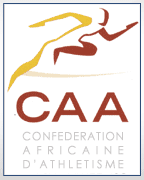 CAA
CONFEDERATION
AFRICAINE
D'ATHLETISME